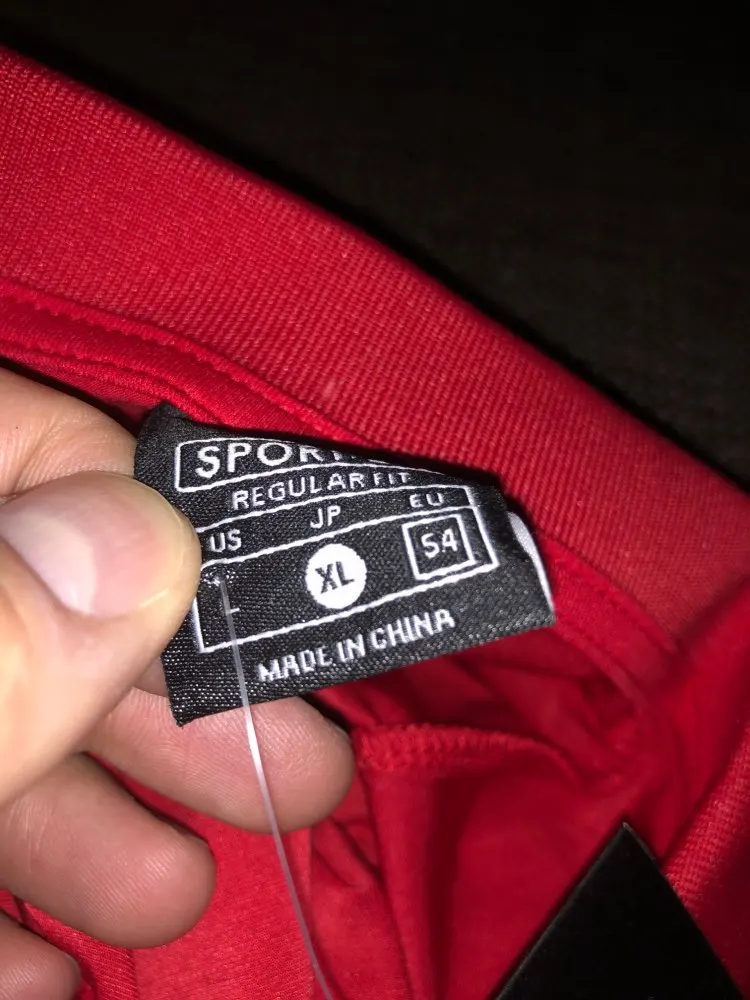 REGULAR FIT
US JP EU
L XL 54
MADE IN CHINA